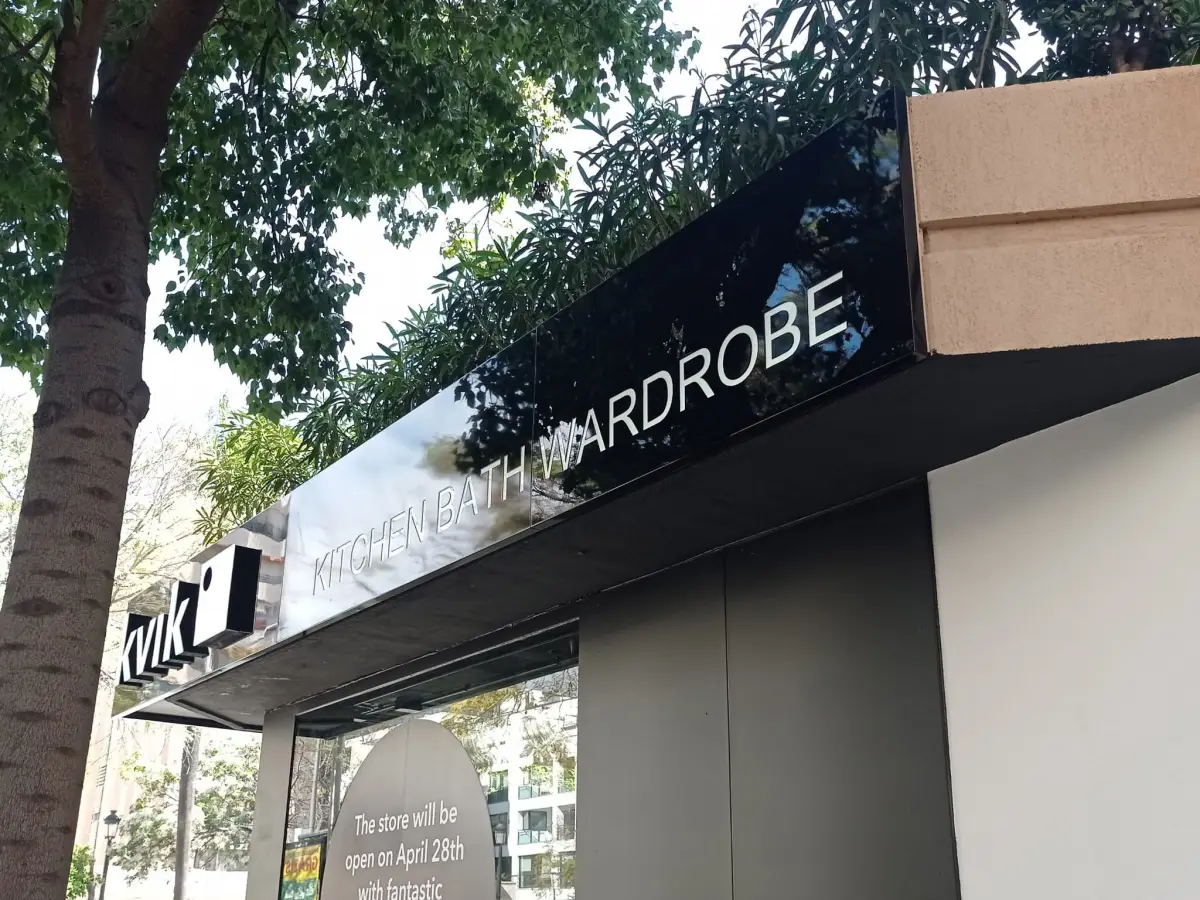 KITCHEN BATH WARDROBE
KVIK
The store will be
open on April 28th
with fantastic